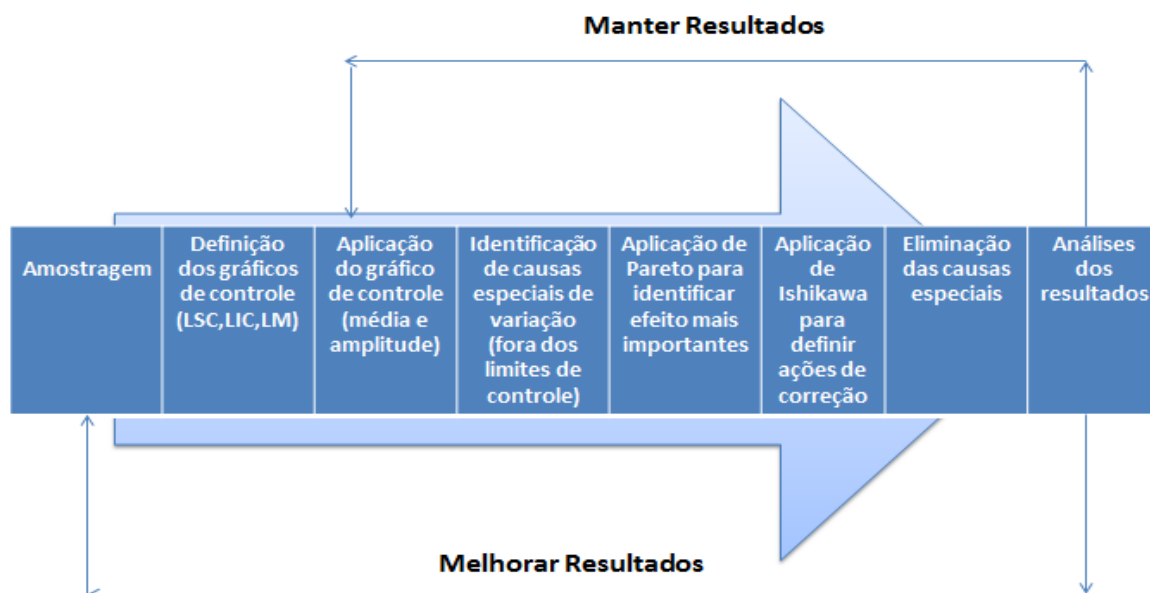 Manter Resultados
Amostragem
Definição
dos gráficos
de controle
(LSC,LIC,LM)
Aplicação
do gráfico
de controle
(média e
amplitude)
Identificação
de causas
especiais de
variação
(fora dos
limites de
controle)
Aplicação de
Pareto para
identificar
efeito mais
importantes
Aplicação
de
Ishikawa
para
definir
ações de
correção
Eliminação
das causas
especiais
Análises
dos
resultados
Melhorar Resultados